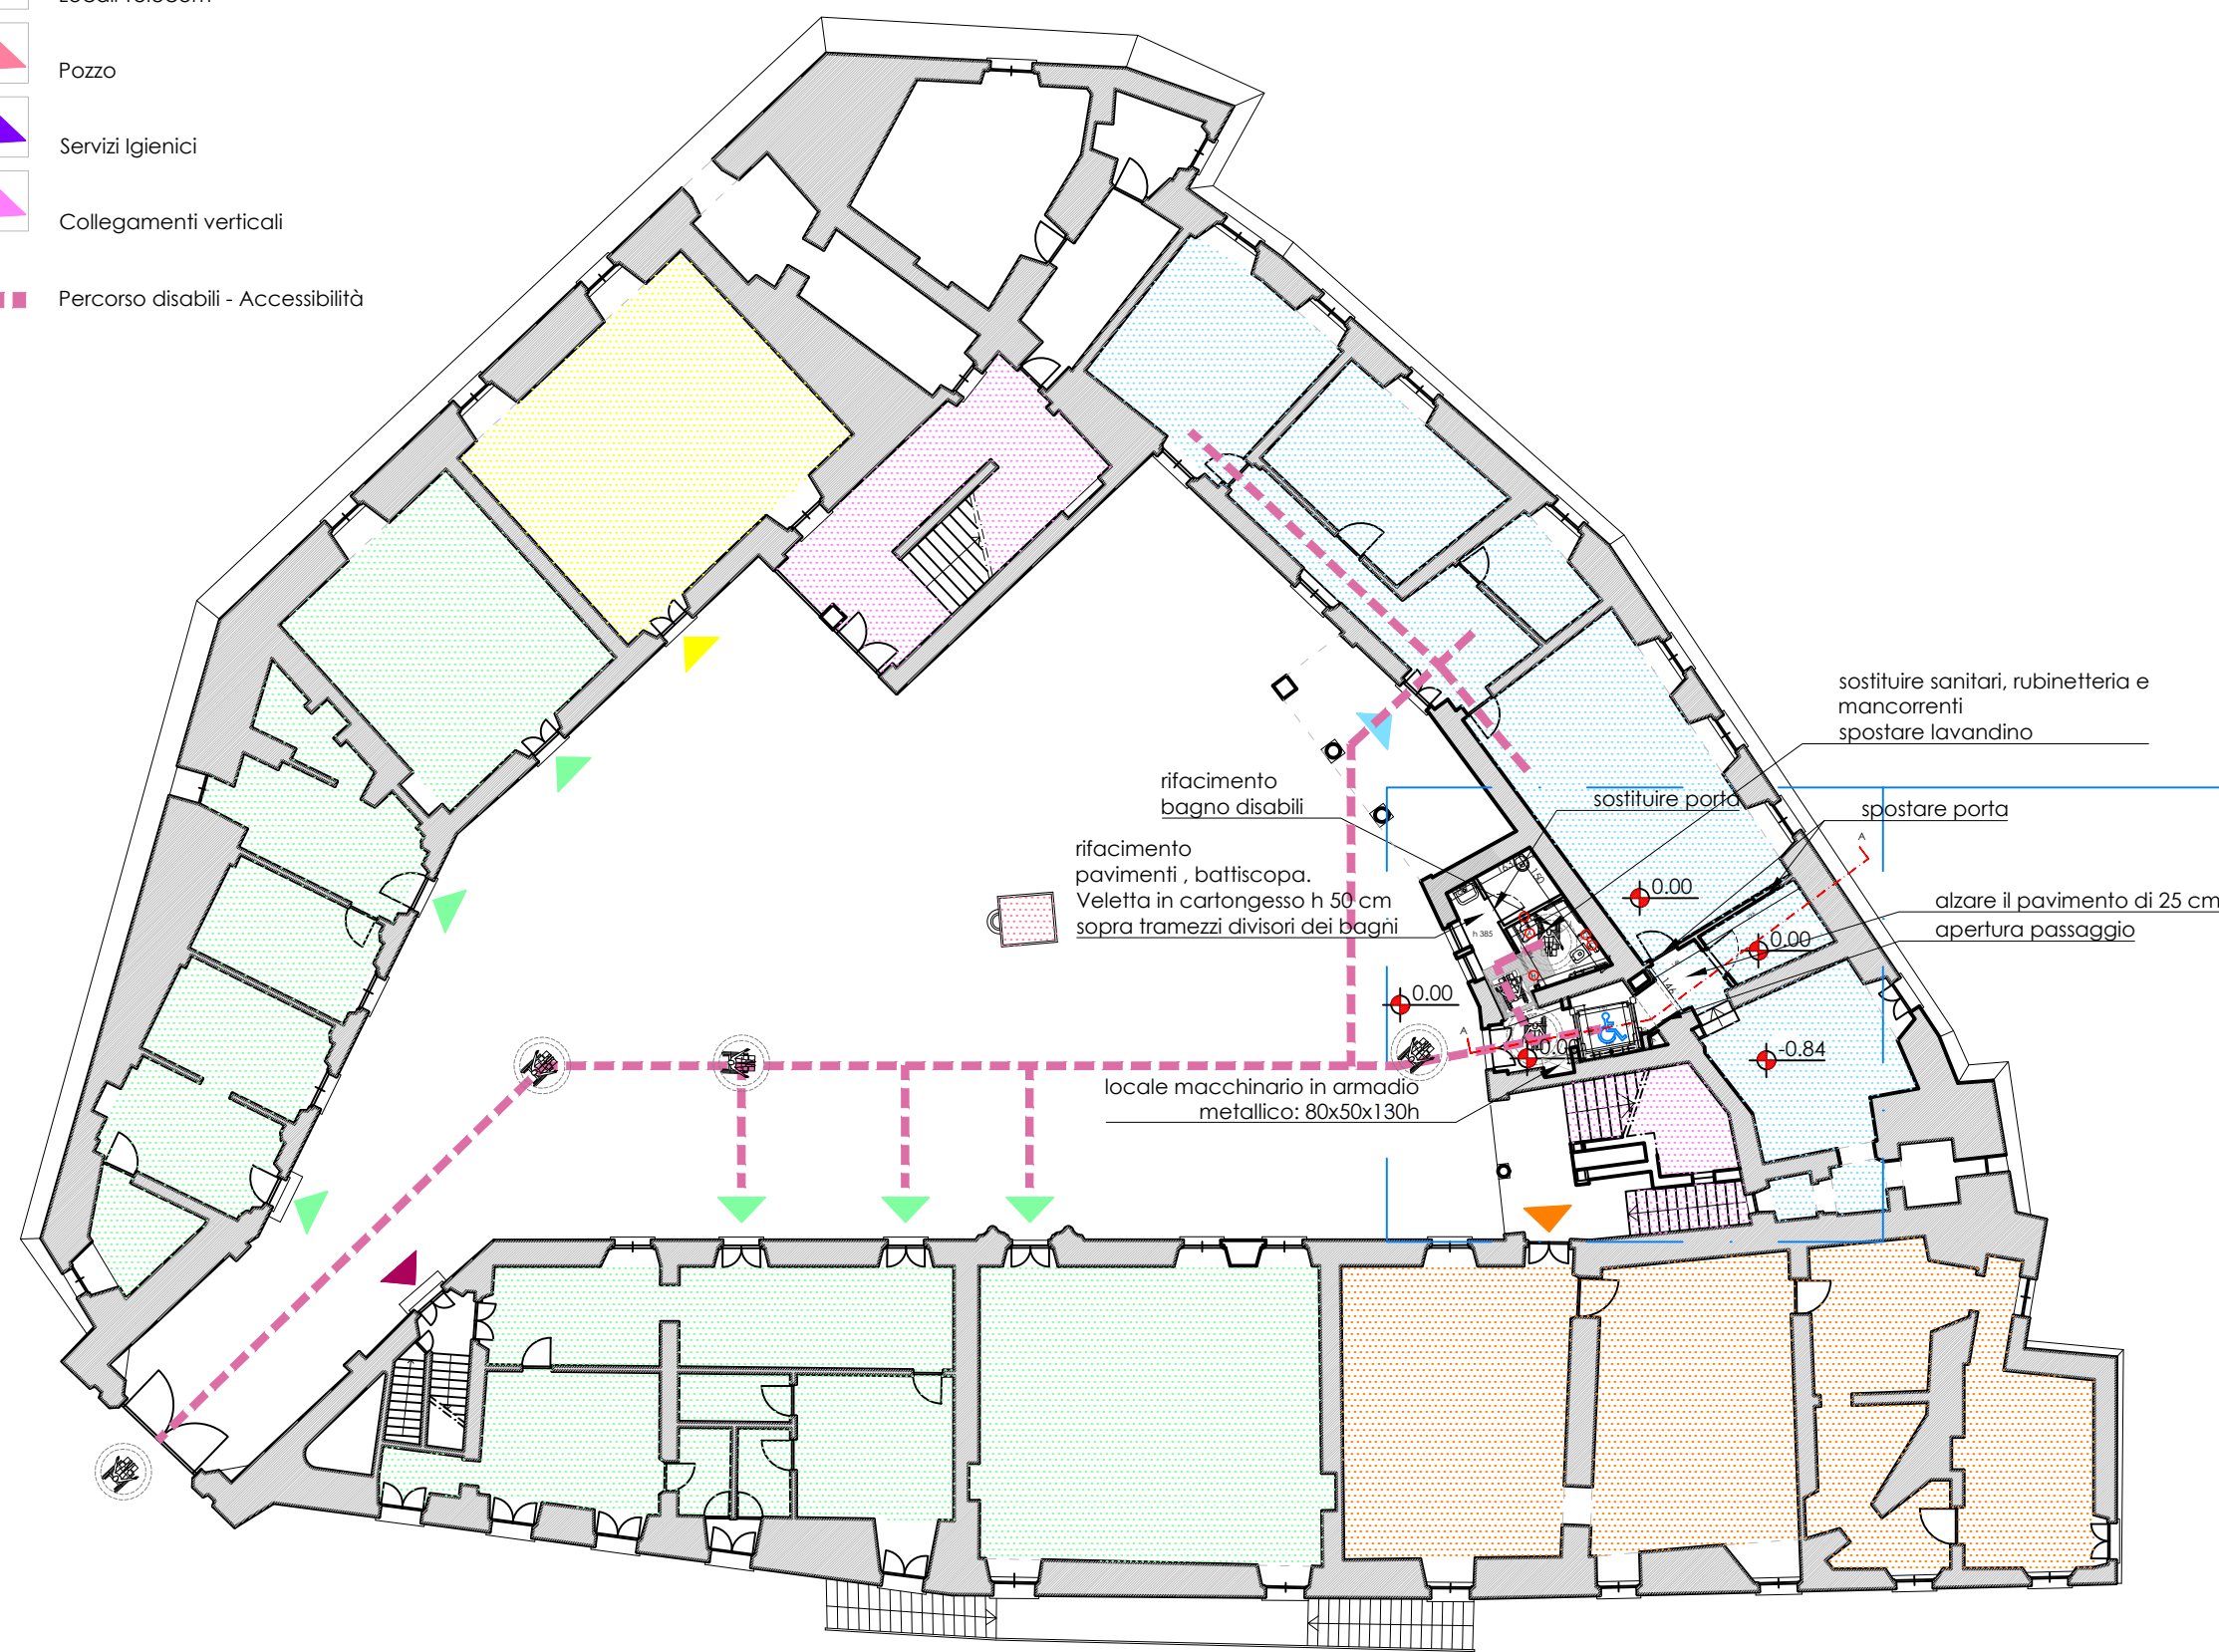 Pozzo
Servizi Igienici
Collegamenti verticali
Percorso disabili - Accessibilità
sostituire sanitari, rubinetteria e
mancorrenti
spostare lavandino
rifacimento
bagno disabili
sostituire porta
spostare porta
A
rifacimento
pavimenti , battiscopa.
Veletta in cartongesso h 50 cm
sopra tramezzi divisori dei bagni
150
h 385
0.00
alzare il pavimento di 25 cm
apertura passaggio
0.00
0.00
A
-0.84
locale macchinario in armadio
metallico: 80x50x130h